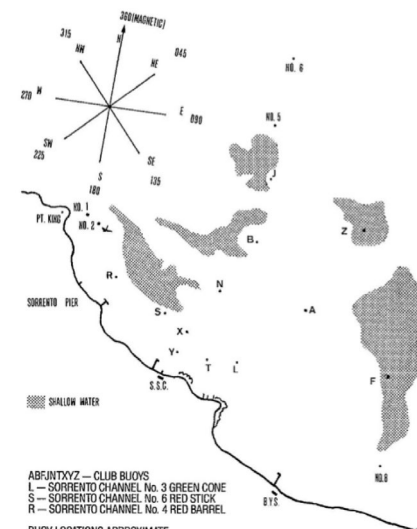 360(MAGNETIC)
315
N
045
NW
NE
NO. 6
270
W
E
090
NO. 5
SW
SE
225
S
135
J
180
NO. 1
PT. KING
NO. 2
Z
B
R
N
SORRENTO PIER
S
A
X
Y
T
L
F
S.S.C.
SHALLOW WATER
NO.8
B.Y.S.
ABFJNTXYZ — CLUB BUOYS
L — SORRENTO CHANNEL No. 3 GREEN CONE
S — SORRENTO CHANNEL No. 6 RED STICK
R — SORRENTO CHANNEL No. 4 RED BARREL
BUOY LOCATIONS APPROXIMATE